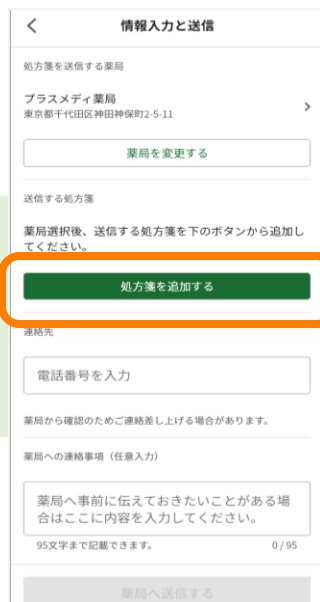 情報入力と送信
処方箋を送信する薬局
プラスメディ薬局
東京都千代田区神田神保町2-5-11
薬局を変更する
送信する処方箋
薬局選択後、送信する処方箋を下のボタンから追加し
てください。
処方箋を追加する
連絡先
電話番号を入力
薬局から確認のためご連絡差し上げる場合があります。
薬局への連絡事項（任意入力）
薬局へ事前に伝えておきたいことがある場
合はここに内容を入力してください。
95文字まで記載できます。 0 / 95
薬局へ送信する